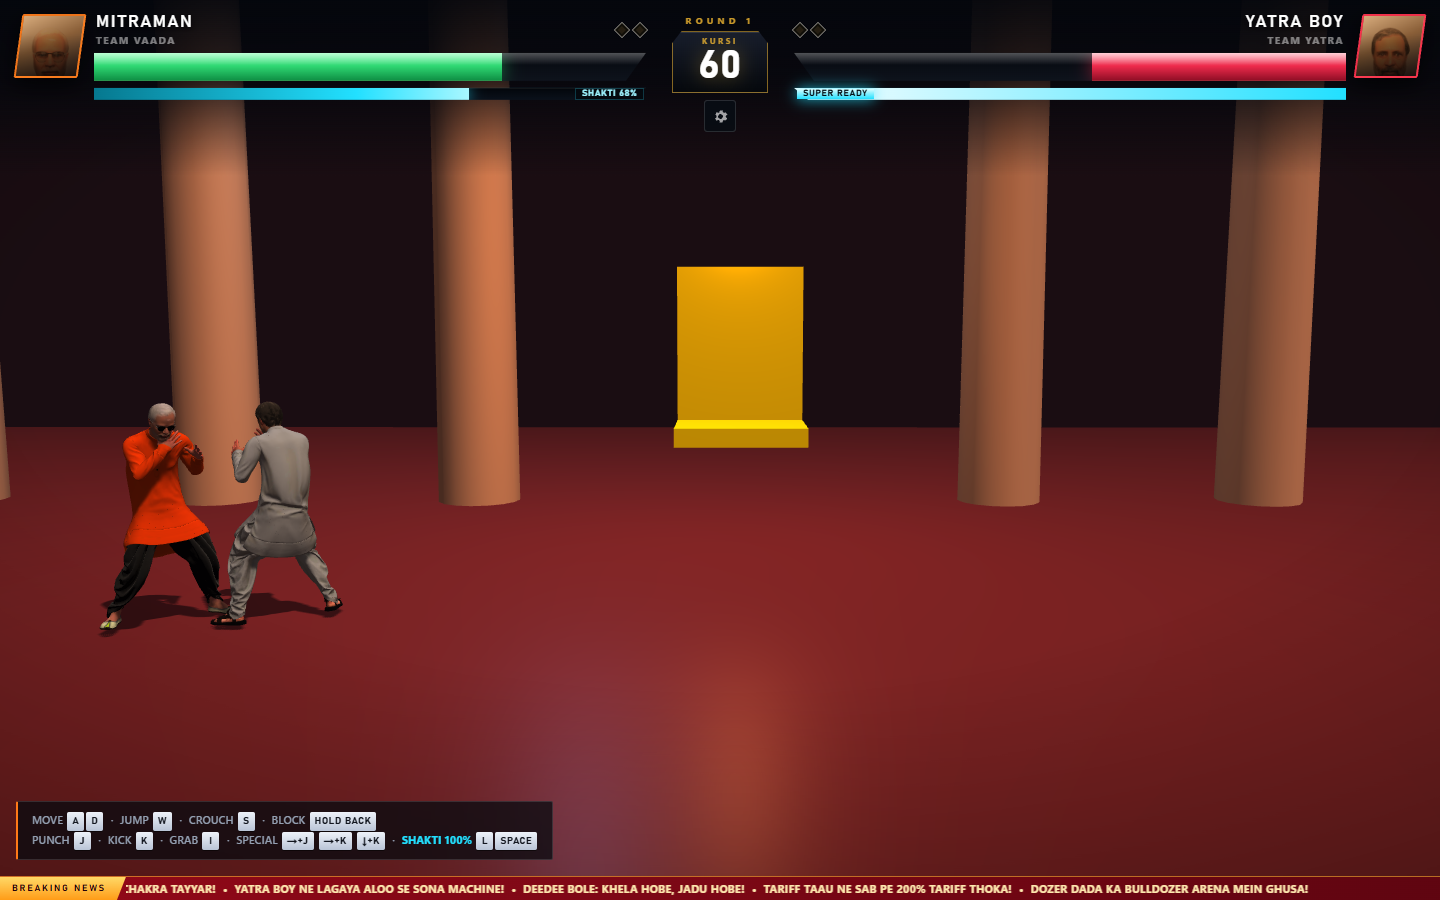 MITRAMAN
TEAM VAADA
SHAKTI 68%
ROUND 1
KURSI
60
YATRA BOY
TEAM YATRA
SUPER READY
MOVE A D · JUMP W · CROUCH S · BLOCK HOLD BACK
PUNCH J · KICK K · GRAB I · SPECIAL →+J →+K ↓+K · SHAKTI 100% L SPACE
BREAKING NEWS CHAKRA TAYYAR! • YATRA BOY NE LAGAYA ALOO SE SONA MACHINE! • DEEDEE BOLE: KHELA HOBE, JADU HOBE! • TARIFF TAAU NE SAB PE 200% TARIFF THOKA! • DOZER DADA KA BULLDOZER ARENA MEIN GHUSA!